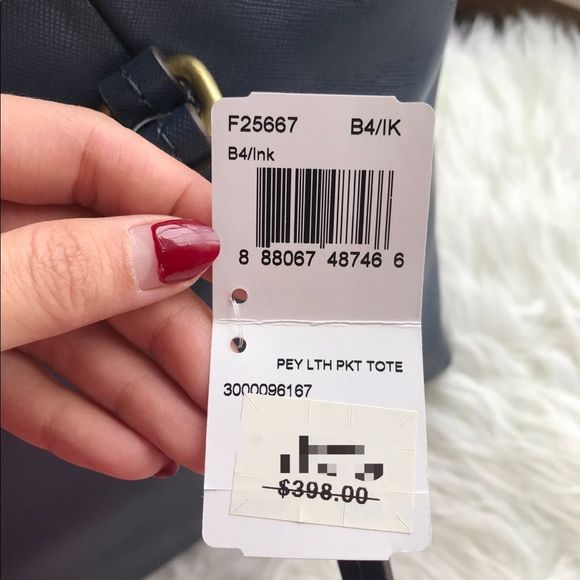 F25667 B4/IK
B4/Ink
8 88067 48746 6
PEY LTH PKT TOTE
3000096167
$398.00